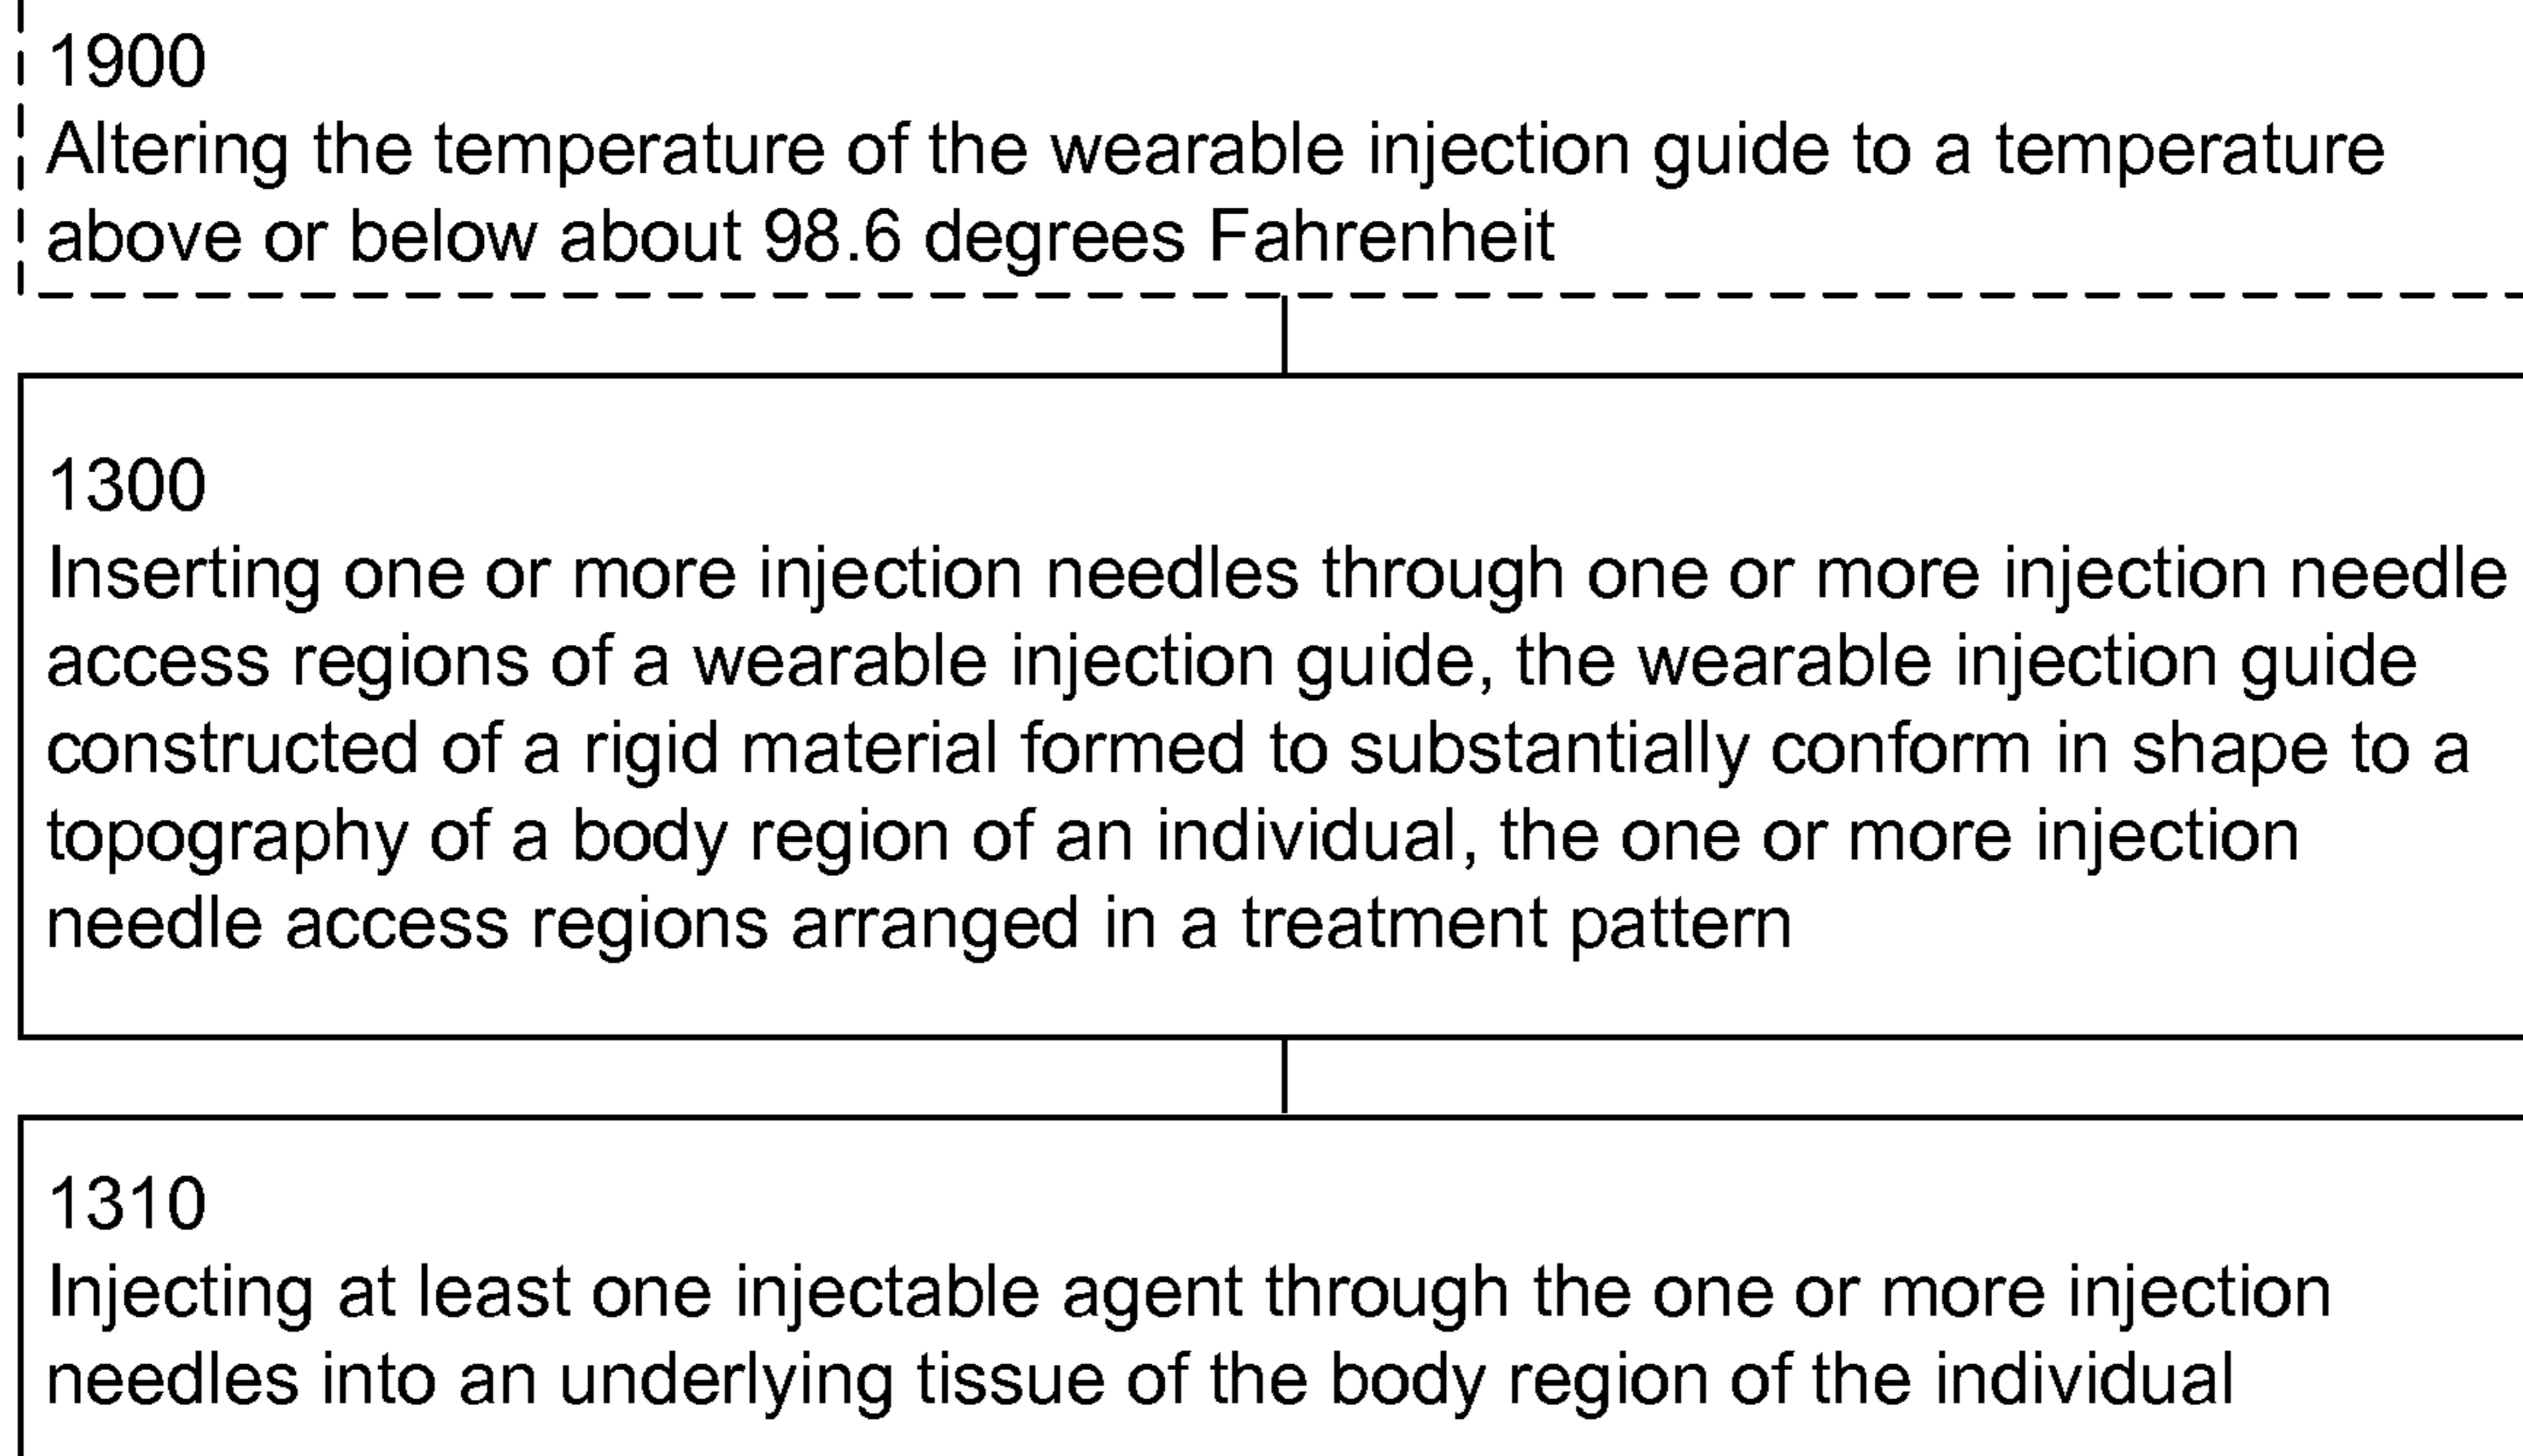 1900
Altering the temperature of the wearable injection guide to a temperature
above or below about 98.6 degrees Fahrenheit
1300
Inserting one or more injection needles through one or more injection needle
access regions of a wearable injection guide, the wearable injection guide
constructed of a rigid material formed to substantially conform in shape to a
topography of a body region of an individual, the one or more injection
needle access regions arranged in a treatment pattern
1310
Injecting at least one injectable agent through the one or more injection
needles into an underlying tissue of the body region of the individual